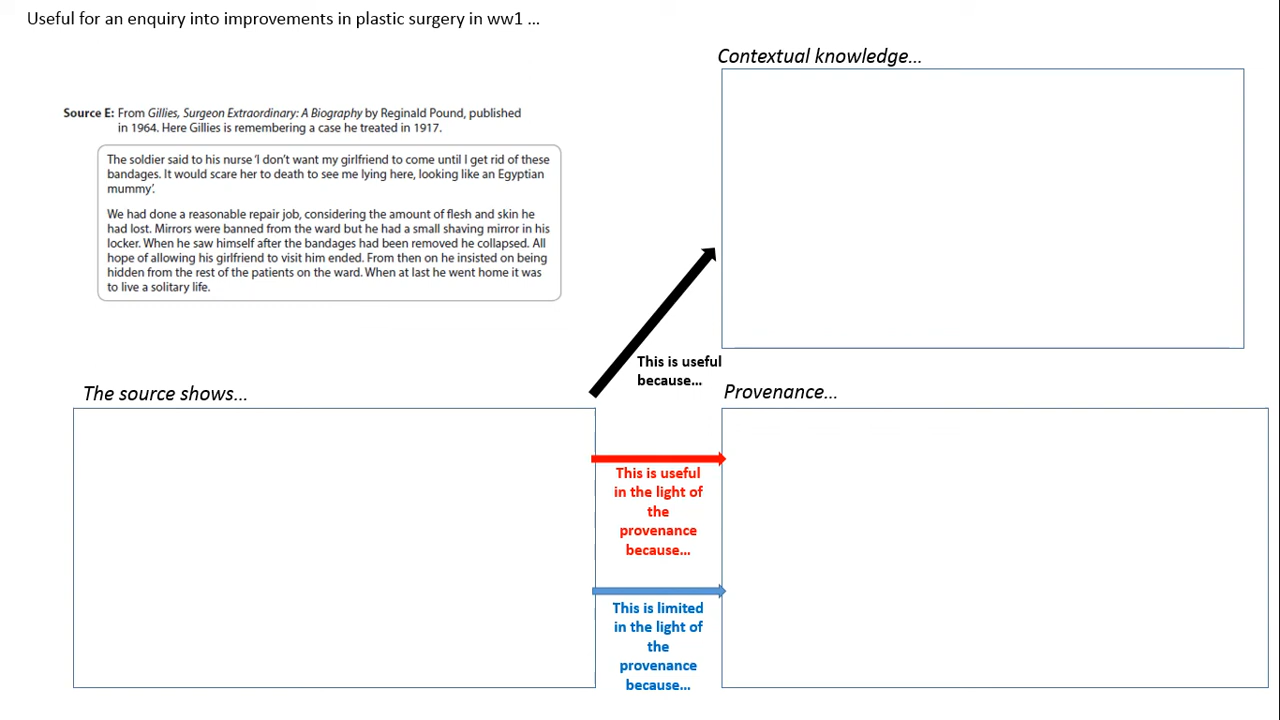 Useful for an enquiry into improvements in plastic surgery in ww1 ...
Contextual knowledge...
Source E: From Gillies, Surgeon Extraordinary: A Biography by Reginald Pound, published
in 1964. Here Gillies is remembering a case he treated in 1917.
The soldier said to his nurse 'I don't want my girlfriend to come until I get rid of these
bandages. It would scare her to death to see me lying here, looking like an Egyptian
mummy'.
We had done a reasonable repair job, considering the amount of flesh and skin he
had lost. Mirrors were banned from the ward but he had a small shaving mirror in his
locker. When he saw himself after the bandages had been removed he collapsed. All
hope of allowing his girlfriend to visit him ended. From then on he insisted on being
hidden from the rest of the patients on the ward. When at last he went home it was
to live a solitary life.
This is useful
because...
The source shows...
Provenance...
This is useful
in the light of
the
provenance
because...
This is limited
in the light of
the
provenance
because...